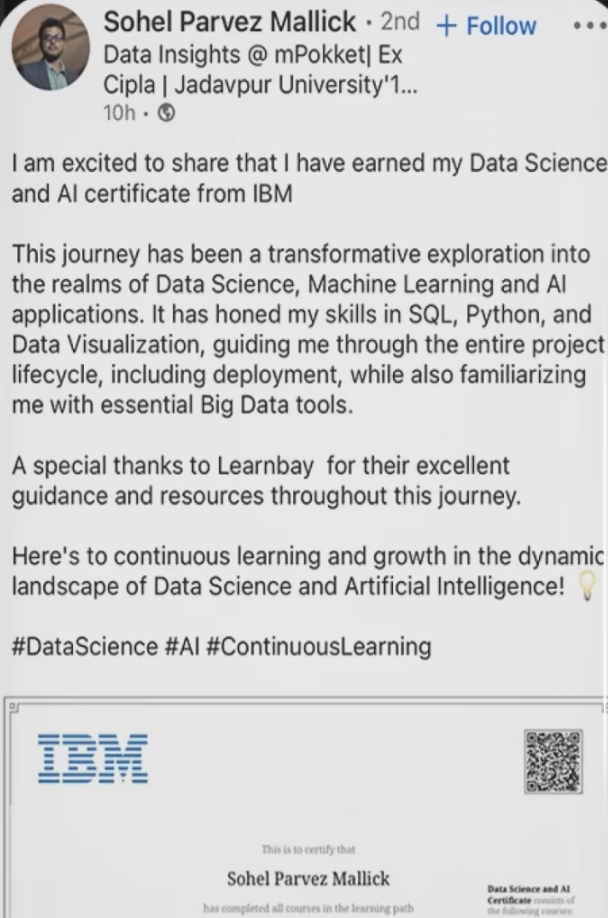 Sohel Parvez Mallick · 2nd + Follow
Data Insights @ mPokket| Ex
Cipla | Jadavpur University'1...
10h ·
I am excited to share that I have earned my Data Science
and AI certificate from IBM
This journey has been a transformative exploration into
the realms of Data Science, Machine Learning and AI
applications. It has honed my skills in SQL, Python, and
Data Visualization, guiding me through the entire project
lifecycle, including deployment, while also familiarizing
me with essential Big Data tools.
A special thanks to Learnbay for their excellent
guidance and resources throughout this journey.
Here's to continuous learning and growth in the dynamic
landscape of Data Science and Artificial Intelligence!
#DataScience #AI #ContinuousLearning
IBM
This is to certify that
Sohel Parvez Mallick
has completed all courses in the learning path
Data Science and AI
Certificate consists of
the following courses: